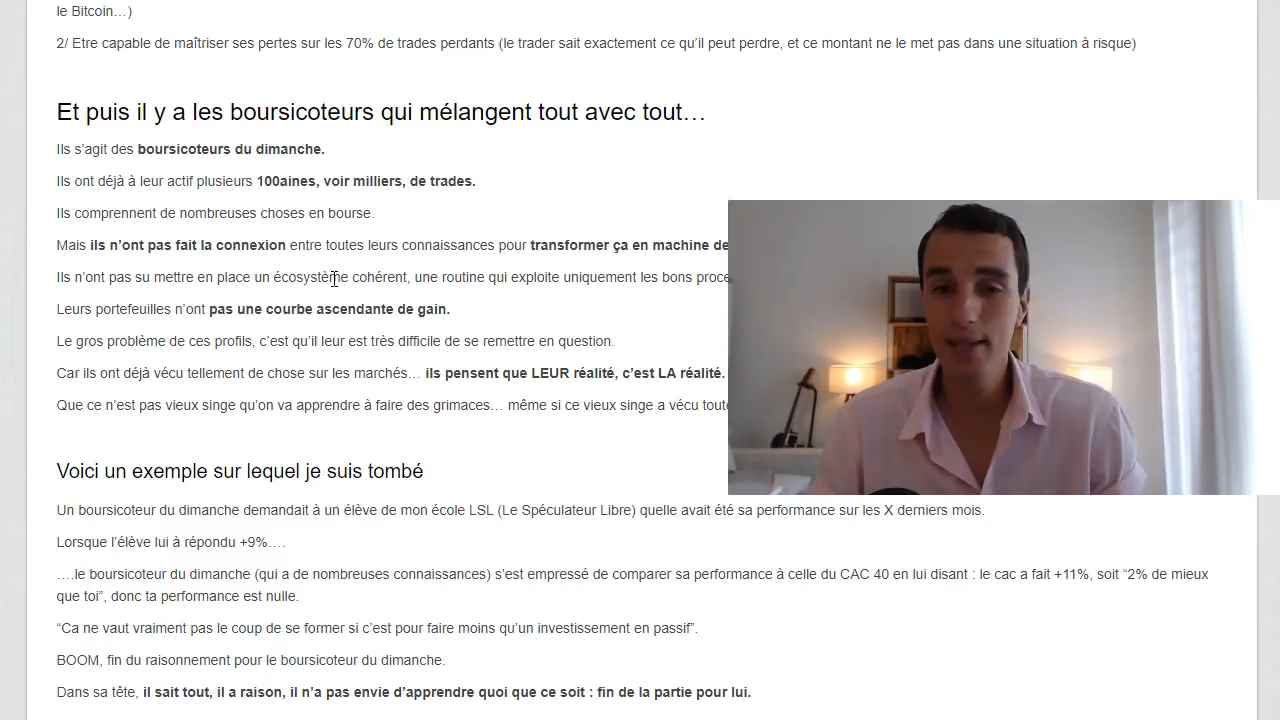 le Bitcoin…)
2/ Etre capable de maîtriser ses pertes sur les 70% de trades perdants (le trader sait exactement ce qu’il peut perdre, et ce montant ne le met pas dans une situation à risque)
Et puis il y a les boursicoteurs qui mélangent tout avec tout…
Ils s’agit des boursicoteurs du dimanche.
Ils ont déjà à leur actif plusieurs 100aines, voir milliers, de trades.
Ils comprennent de nombreuses choses en bourse.
Mais ils n’ont pas fait la connexion entre toutes leurs connaissances pour transformer ça en machine de
Ils n’ont pas su mettre en place un écosystème cohérent, une routine qui exploite uniquement les bons
Leurs portefeuilles n’ont pas une courbe ascendante de gain.
Le gros problème de ces profils, c’est qu’il leur est très difficile de se remettre en question.
Car ils ont déjà vécu tellement de chose sur les marchés… ils pensent que LEUR réalité, c’est LA réalité.
Que ce n’est pas vieux singe qu’on va apprendre à faire des grimaces… même si ce vieux singe a vécu
Voici un exemple sur lequel je suis tombé
Un boursicoteur du dimanche demandait à un élève de mon école LSL (Le Spéculateur Libre) quelle avait été sa performance sur les X derniers mois.
Lorsque l’élève lui à répondu +9%….
….le boursicoteur du dimanche (qui a de nombreuses connaissances) s’est empressé de comparer sa performance à celle du CAC 40 en lui disant : le cac a fait +11%, soit “2% de mieux
que toi”, donc ta performance est nulle.
“Ca ne vaut vraiment pas le coup de se former si c’est pour faire moins qu’un investissement en passif”.
BOOM, fin du raisonnement pour le boursicoteur du dimanche.
Dans sa tête, il sait tout, il a raison, il n’a pas envie d’apprendre quoi que ce soit : fin de la partie pour lui.